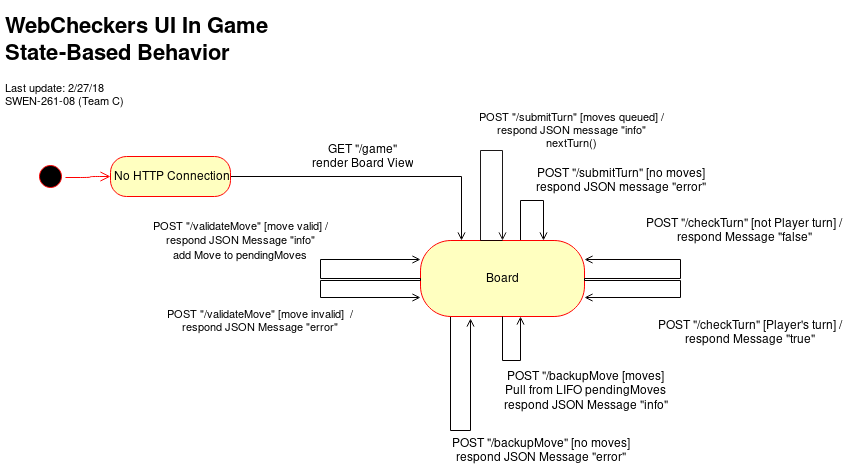 WebCheckers UI In Game
State-Based Behavior
Last update: 2/27/18
SWEN-261-08 (Team C)
POST "/submitTurn" [moves queued] /
respond JSON message "info"
nextTurn()
GET "/game"
render Board View
POST "/submitTurn" [no moves]
respond JSON message "error"
No HTTP Connection
POST "/validateMove" [move valid] /
respond JSON Message "info"
add Move to pendingMoves
POST "/checkTurn" [not Player turn] /
respond Message "false"
Board
POST "/validateMove" [move invalid]  /
respond JSON Message "error"
POST "/checkTurn" [Player's turn] /
respond Message "true"
POST "/backupMove [moves]
Pull from LIFO pendingMoves
respond JSON Message "info"
POST "/backupMove" [no moves]
respond JSON Message "error"